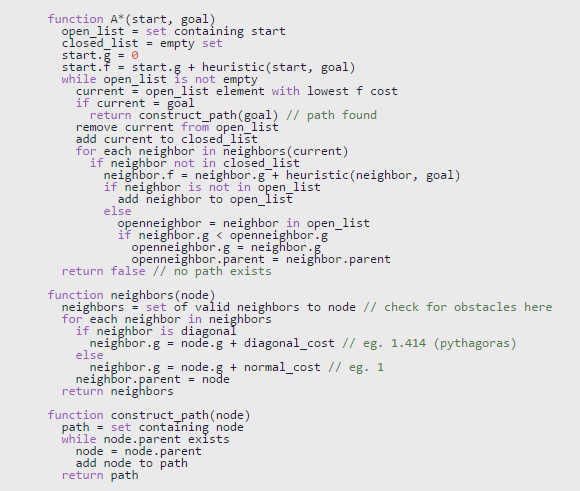 function A*(start, goal)
  open_list = set containing start
  closed_list = empty set
  start.g = 0
  start.f = start.g + heuristic(start, goal)
  while open_list is not empty
    current = open_list element with lowest f cost
    if current = goal
      return construct_path(goal) // path found
    remove current from open_list
    add current to closed_list
    for each neighbor in neighbors(current)
      if neighbor not in closed_list
        neighbor.f = neighbor.g + heuristic(neighbor, goal)
        if neighbor is not in open_list
          add neighbor to open_list
        else
          openneighbor = neighbor in open_list
          if neighbor.g < openneighbor.g
            openneighbor.g = neighbor.g
            openneighbor.parent = neighbor.parent
  return false // no path exists

function neighbors(node)
  neighbors = set of valid neighbors to node // check for obstacles here
  for each neighbor in neighbors
    if neighbor is diagonal
      neighbor.g = node.g + diagonal_cost // eg. 1.414 (pythagoras)
    else
      neighbor.g = node.g + normal_cost // eg. 1
    neighbor.parent = node
  return neighbors

function construct_path(node)
  path = set containing node
  while node.parent exists
    node = node.parent
    add node to path
  return path